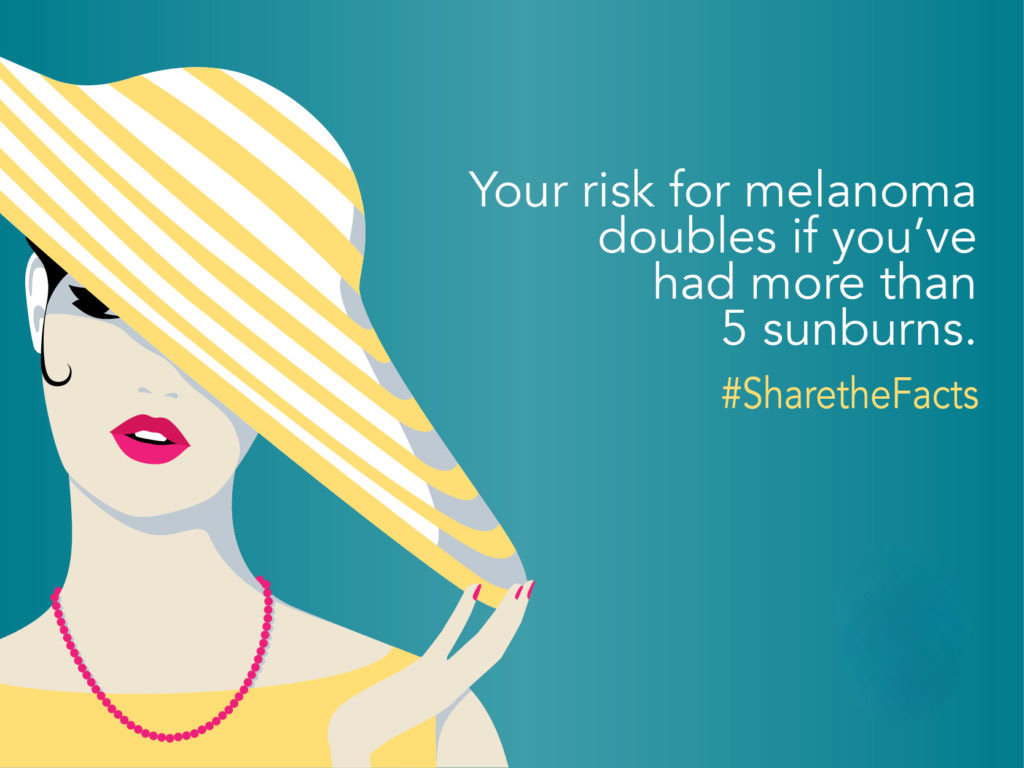 Your risk for melanoma
doubles if you’ve
had more than
5 sunburns.
#SharetheFacts